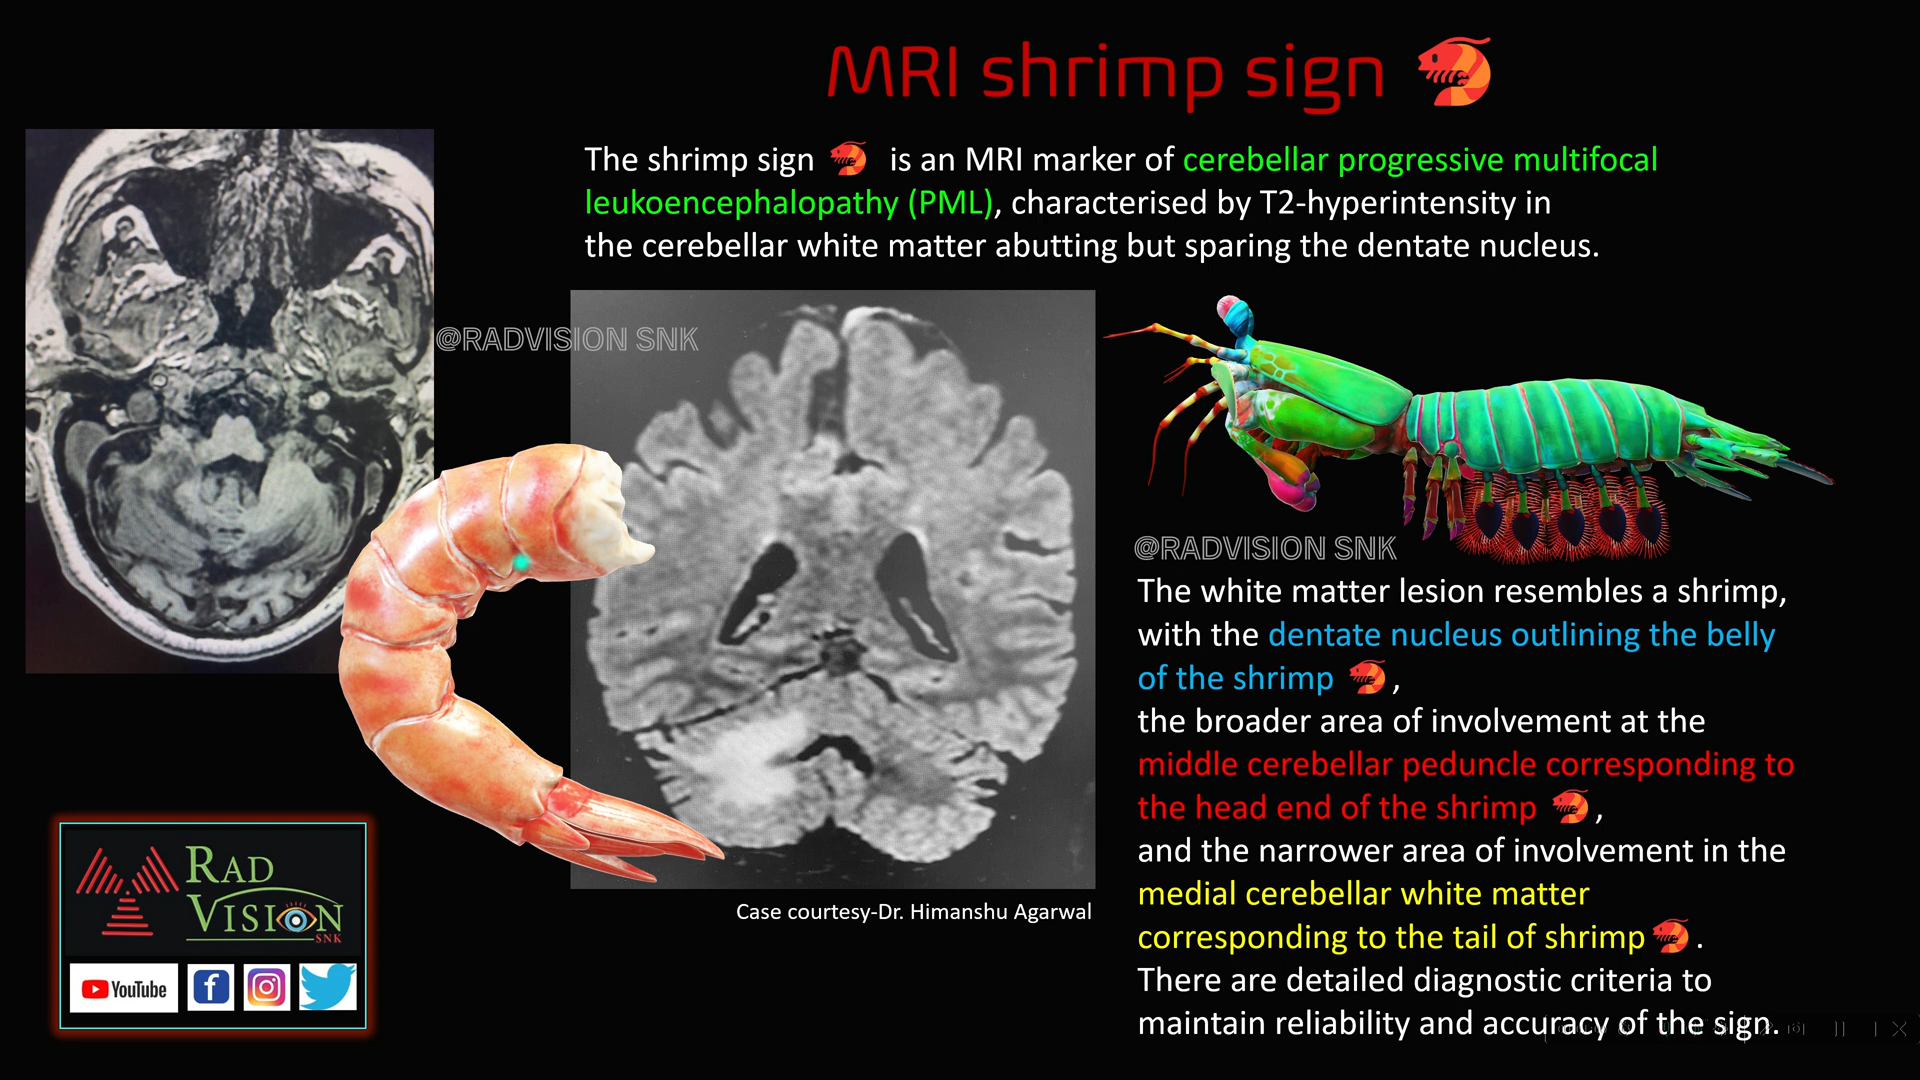 MRI shrimp sign
The shrimp sign is an MRI marker of cerebellar progressive multifocal
leukoencephalopathy (PML), characterised by T2-hyperintensity in
the cerebellar white matter abutting but sparing the dentate nucleus.
@RADVISION SNK
@RADVISION SNK
The white matter lesion resembles a shrimp,
with the dentate nucleus outlining the belly
of the shrimp ,
the broader area of involvement at the
middle cerebellar peduncle corresponding to
the head end of the shrimp ,
and the narrower area of involvement in the
medial cerebellar white matter
corresponding to the tail of shrimp .
There are detailed diagnostic criteria to
maintain reliability and accuracy of the sign.
Case courtesy-Dr. Himanshu Agarwal
RAD
VISION
SNK
YouTube